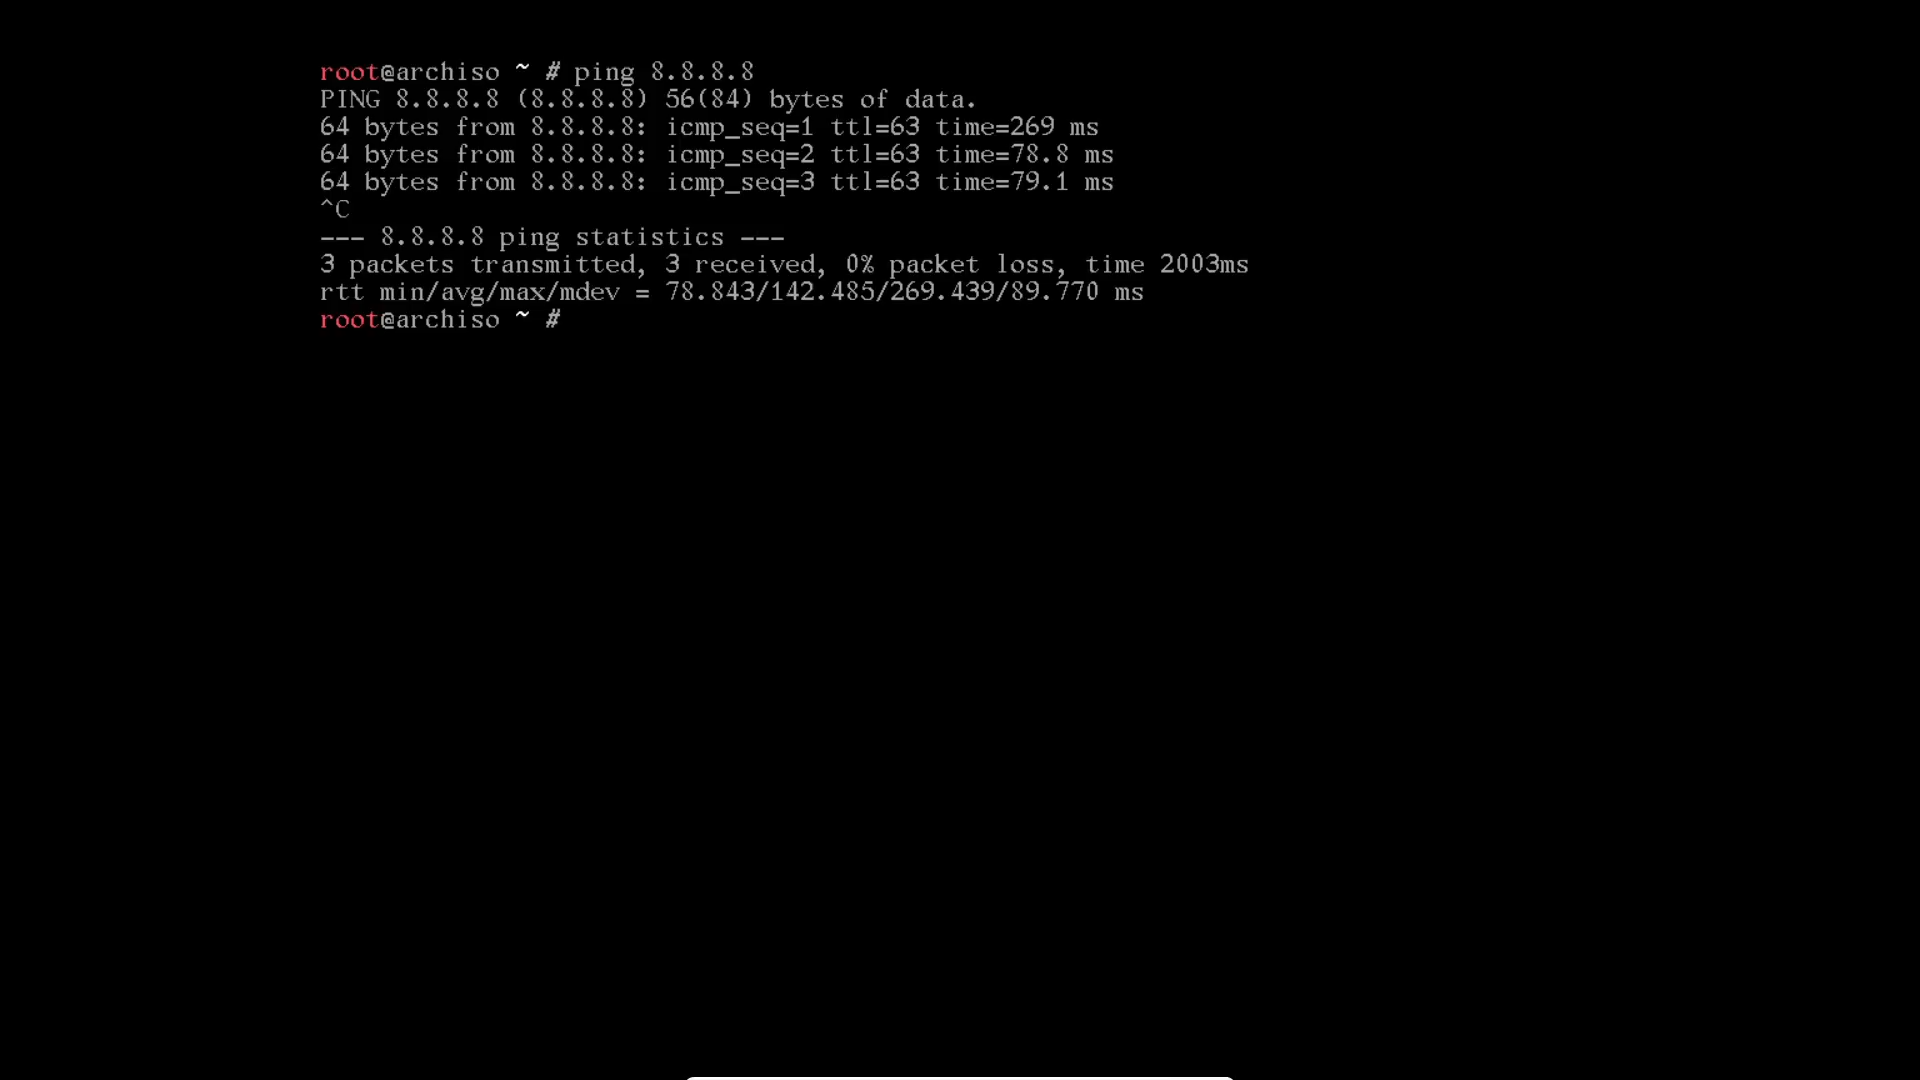 root@archiso ~ # ping 8.8.8.8
PING 8.8.8.8 (8.8.8.8) 56(84) bytes of data.
64 bytes from 8.8.8.8: icmp_seq=1 ttl=63 time=269 ms
64 bytes from 8.8.8.8: icmp_seq=2 ttl=63 time=78.8 ms
64 bytes from 8.8.8.8: icmp_seq=3 ttl=63 time=79.1 ms
^C
--- 8.8.8.8 ping statistics ---
3 packets transmitted, 3 received, 0% packet loss, time 2003ms
rtt min/avg/max/mdev = 78.843/142.485/269.439/89.770 ms
root@archiso ~ #